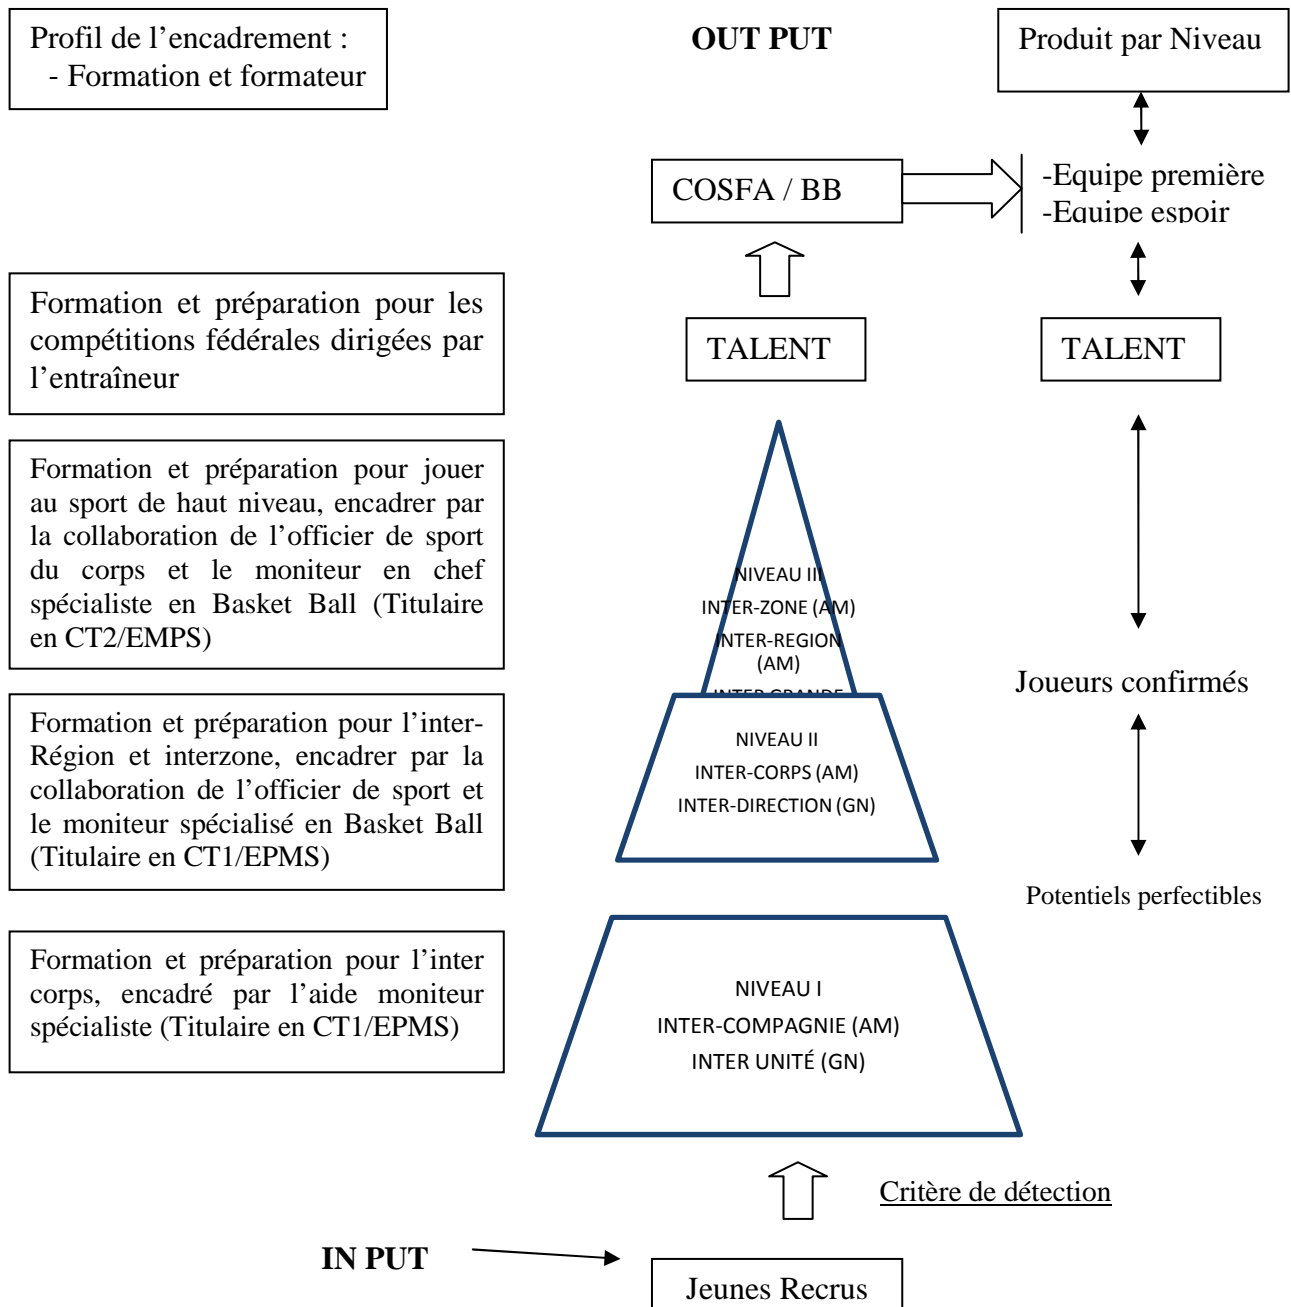 Profil de l’encadrement :
- Formation et formateur
OUT PUT
Produit par Niveau
COSFA / BB
-Equipe première
-Equipe espoir
Formation et préparation pour les
compétitions fédérales dirigées par
l’entraîneur
TALENT
TALENT
Formation et préparation pour jouer
au sport de haut niveau, encadrer par
la collaboration de l’officier de sport
du corps et le moniteur en chef
spécialiste en Basket Ball (Titulaire
en CT2/EMPS)
NIVEAU III
INTER-ZONE (AM)
INTER-REGION
(AM)
INTER GRANDE
Joueurs confirmés
Formation et préparation pour l’inter-
Région et interzone, encadrer par la
collaboration de l’officier de sport et
le moniteur spécialisé en Basket Ball
(Titulaire en CT1/EPMS)
NIVEAU II
INTER-CORPS (AM)
INTER-DIRECTION (GN)
Potentiels perfectibles
Formation et préparation pour l’inter
corps, encadré par l’aide moniteur
spécialiste (Titulaire en CT1/EPMS)
NIVEAU I
INTER-COMPAGNIE (AM)
INTER UNITÉ (GN)
Critère de détection
IN PUT
Jeunes Recrus